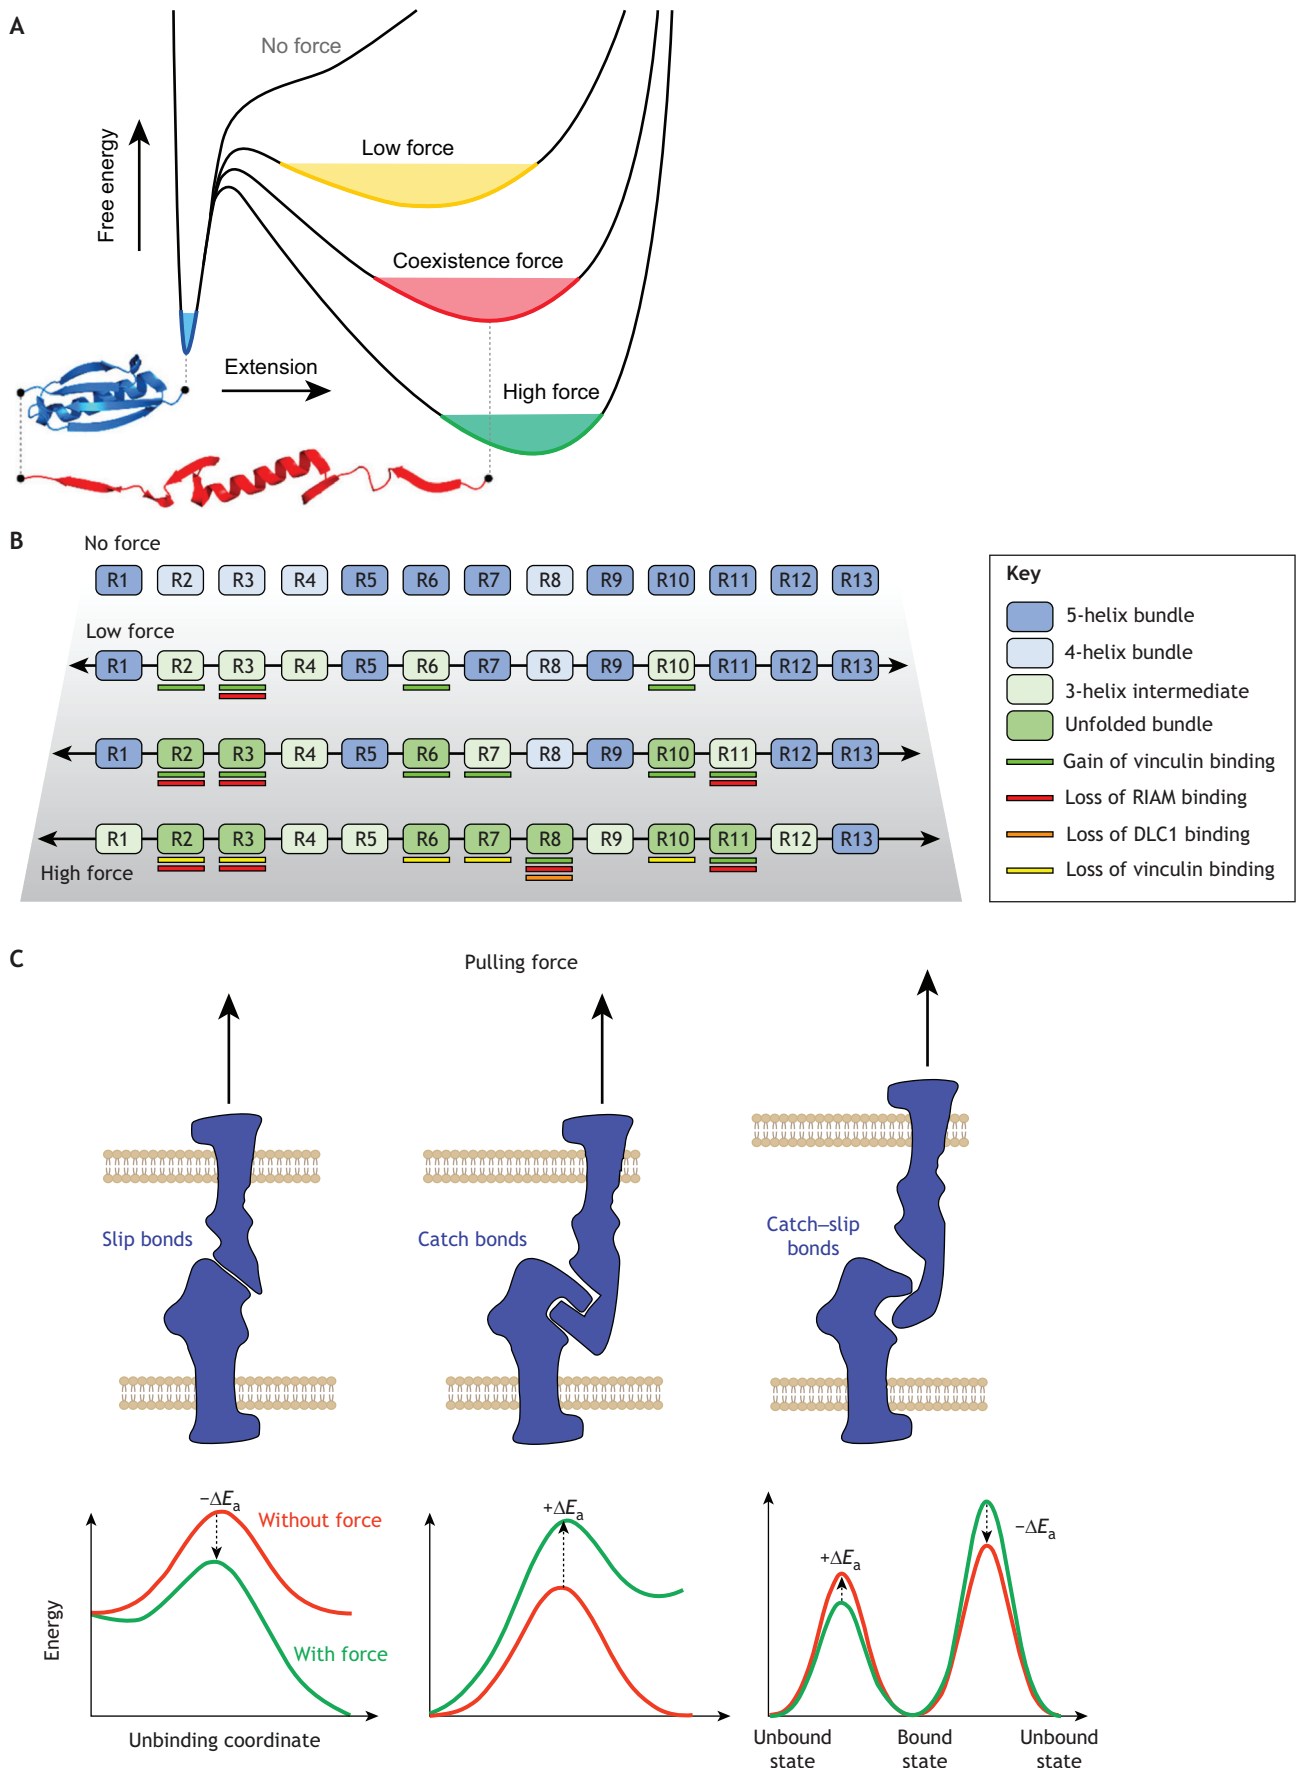 A
No force
Free energy
Low force
Coexistence force
High force
Extension
B
No force
R1 R2 R3 R4 R5 R6 R7 R8 R9 R10 R11 R12 R13
Low force
R1 R2 R3 R4 R5 R6 R7 R8 R9 R10 R11 R12 R13
R1 R2 R3 R4 R5 R6 R7 R8 R9 R10 R11 R12 R13
R1 R2 R3 R4 R5 R6 R7 R8 R9 R10 R11 R12 R13
High force
Key
5-helix bundle
4-helix bundle
3-helix intermediate
Unfolded bundle
Gain of vinculin binding
Loss of RIAM binding
Loss of DLC1 binding
Loss of vinculin binding
C
Pulling force
Slip bonds
Catch bonds
Catch–slip
bonds
Energy
−ΔEa
Without force
With force
Unbinding coordinate
+ΔEa
+ΔEa
−ΔEa
Unbound
state
Bound
state
Unbound
state